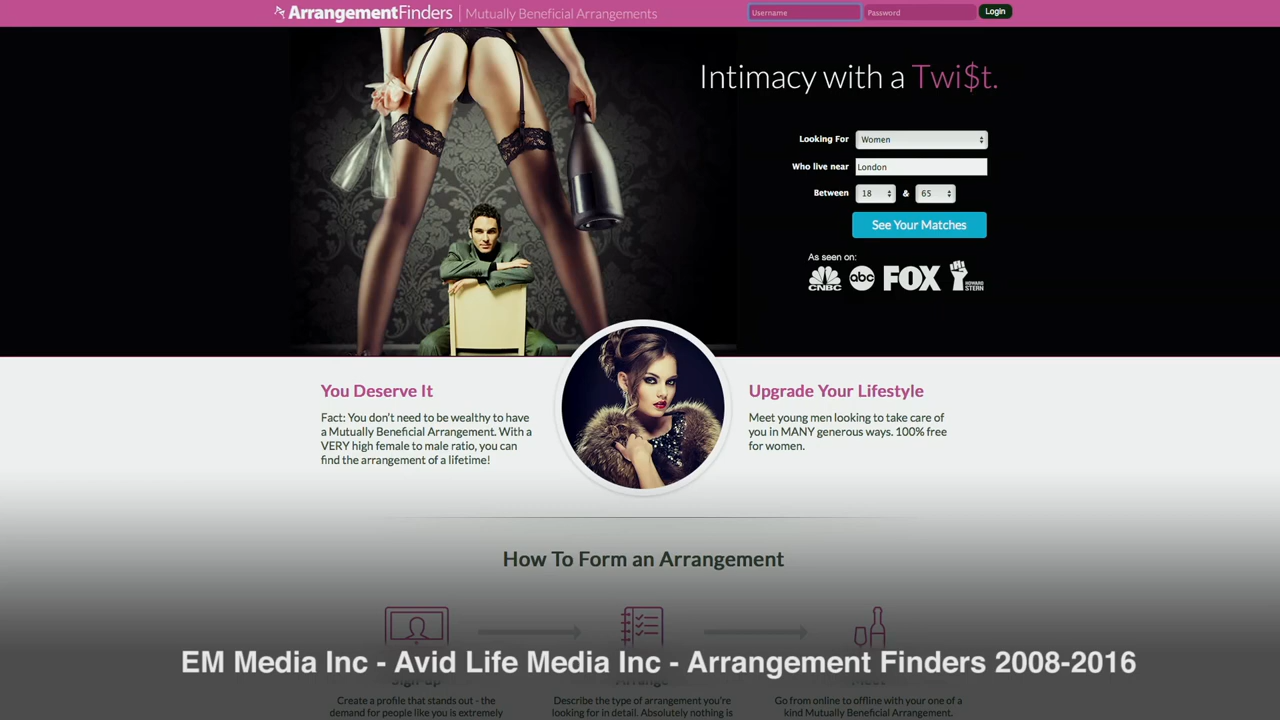 ArrangementFinders | Mutually Beneficial Arrangements
Username
Password
Login
Intimacy with a Twi$t.
Looking For
Women
Who live near
London
Between
18
&
65
See Your Matches
As seen on:
CNBC
abc
FOX
HOWARD
STERN
You Deserve It
Fact: You don't need to be wealthy to have
a Mutually Beneficial Arrangement. With a
VERY high female to male ratio, you can
find the arrangement of a lifetime!
Upgrade Your Lifestyle
Meet young men looking to take care of
you in MANY generous ways. 100% free
for women.
How To Form an Arrangement
EM Media Inc - Avid Life Media Inc - Arrangement Finders 2008-2016
Create a profile that stands out - the
demand for people like you is extremely
Describe the type of arrangement you're
looking for in detail. Absolutely nothing is
Go from online to offline with your one of a
kind Mutually Beneficial Arrangement.